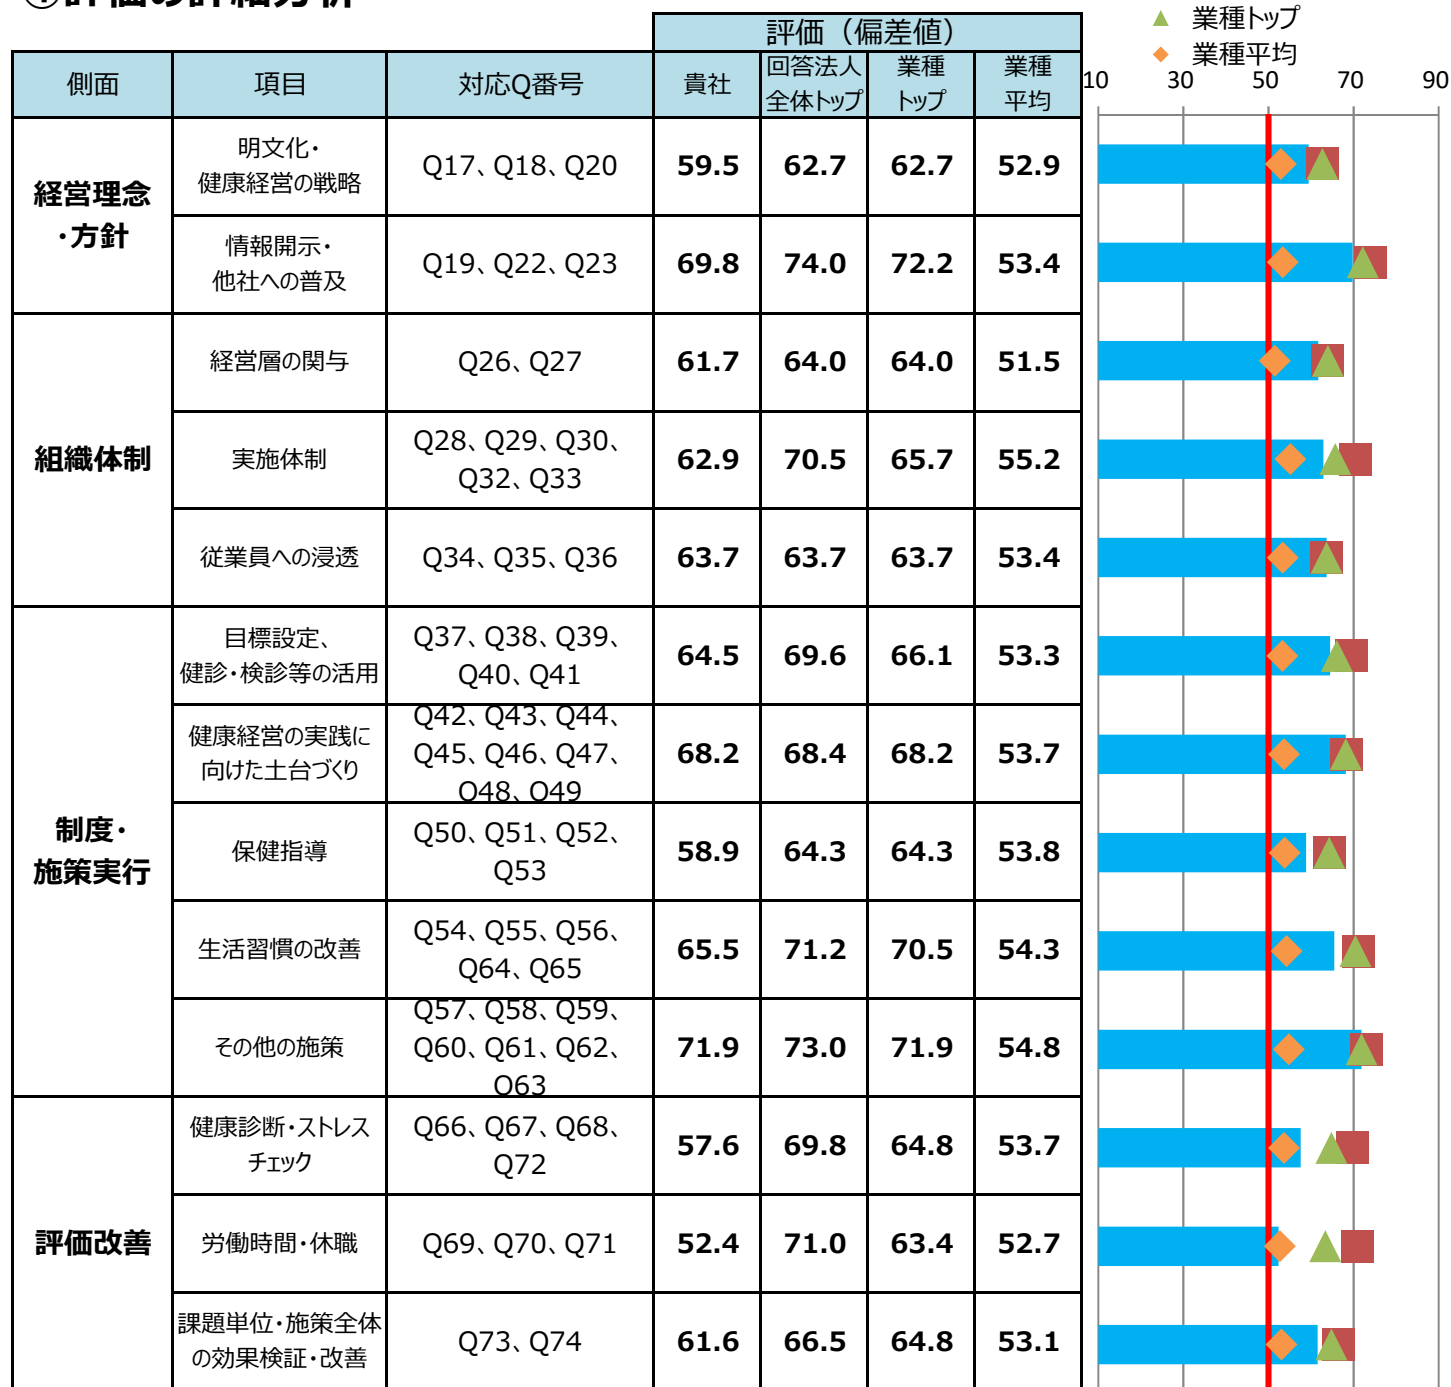 ①評価の詳細分析
業種トップ
業種平均
評価（偏差値）
側面 項目 対応Q番号 貴社 回答法人 業種 業種
全体トップ トップ 平均
10 30 50 70 90
経営理念
・方針
明文化・
健康経営の戦略
Q17、Q18、Q20 59.5 62.7 62.7 52.9
情報開示・
他社への普及
Q19、Q22、Q23 69.8 74.0 72.2 53.4
組織体制
経営層の関与 Q26、Q27 61.7 64.0 64.0 51.5
実施体制
Q28、Q29、Q30、
Q32、Q33
62.9 70.5 65.7 55.2
従業員への浸透 Q34、Q35、Q36 63.7 63.7 63.7 53.4
制度・
施策実行
目標設定、
健診・検診等の活用
Q37、Q38、Q39、
Q40、Q41
64.5 69.6 66.1 53.3
健康経営の実践に
向けた土台づくり
Q42、Q43、Q44、
Q45、Q46、Q47、
Q48、Q49
68.2 68.4 68.2 53.7
保健指導
Q50、Q51、Q52、
Q53
58.9 64.3 64.3 53.8
生活習慣の改善
Q54、Q55、Q56、
Q64、Q65
65.5 71.2 70.5 54.3
その他の施策
Q57、Q58、Q59、
Q60、Q61、Q62、
Q63
71.9 73.0 71.9 54.8
評価改善
健康診断・ストレス
チェック
Q66、Q67、Q68、
Q72
57.6 69.8 64.8 53.7
労働時間・休職 Q69、Q70、Q71 52.4 71.0 63.4 52.7
課題単位・施策全体
の効果検証・改善
Q73、Q74 61.6 66.5 64.8 53.1